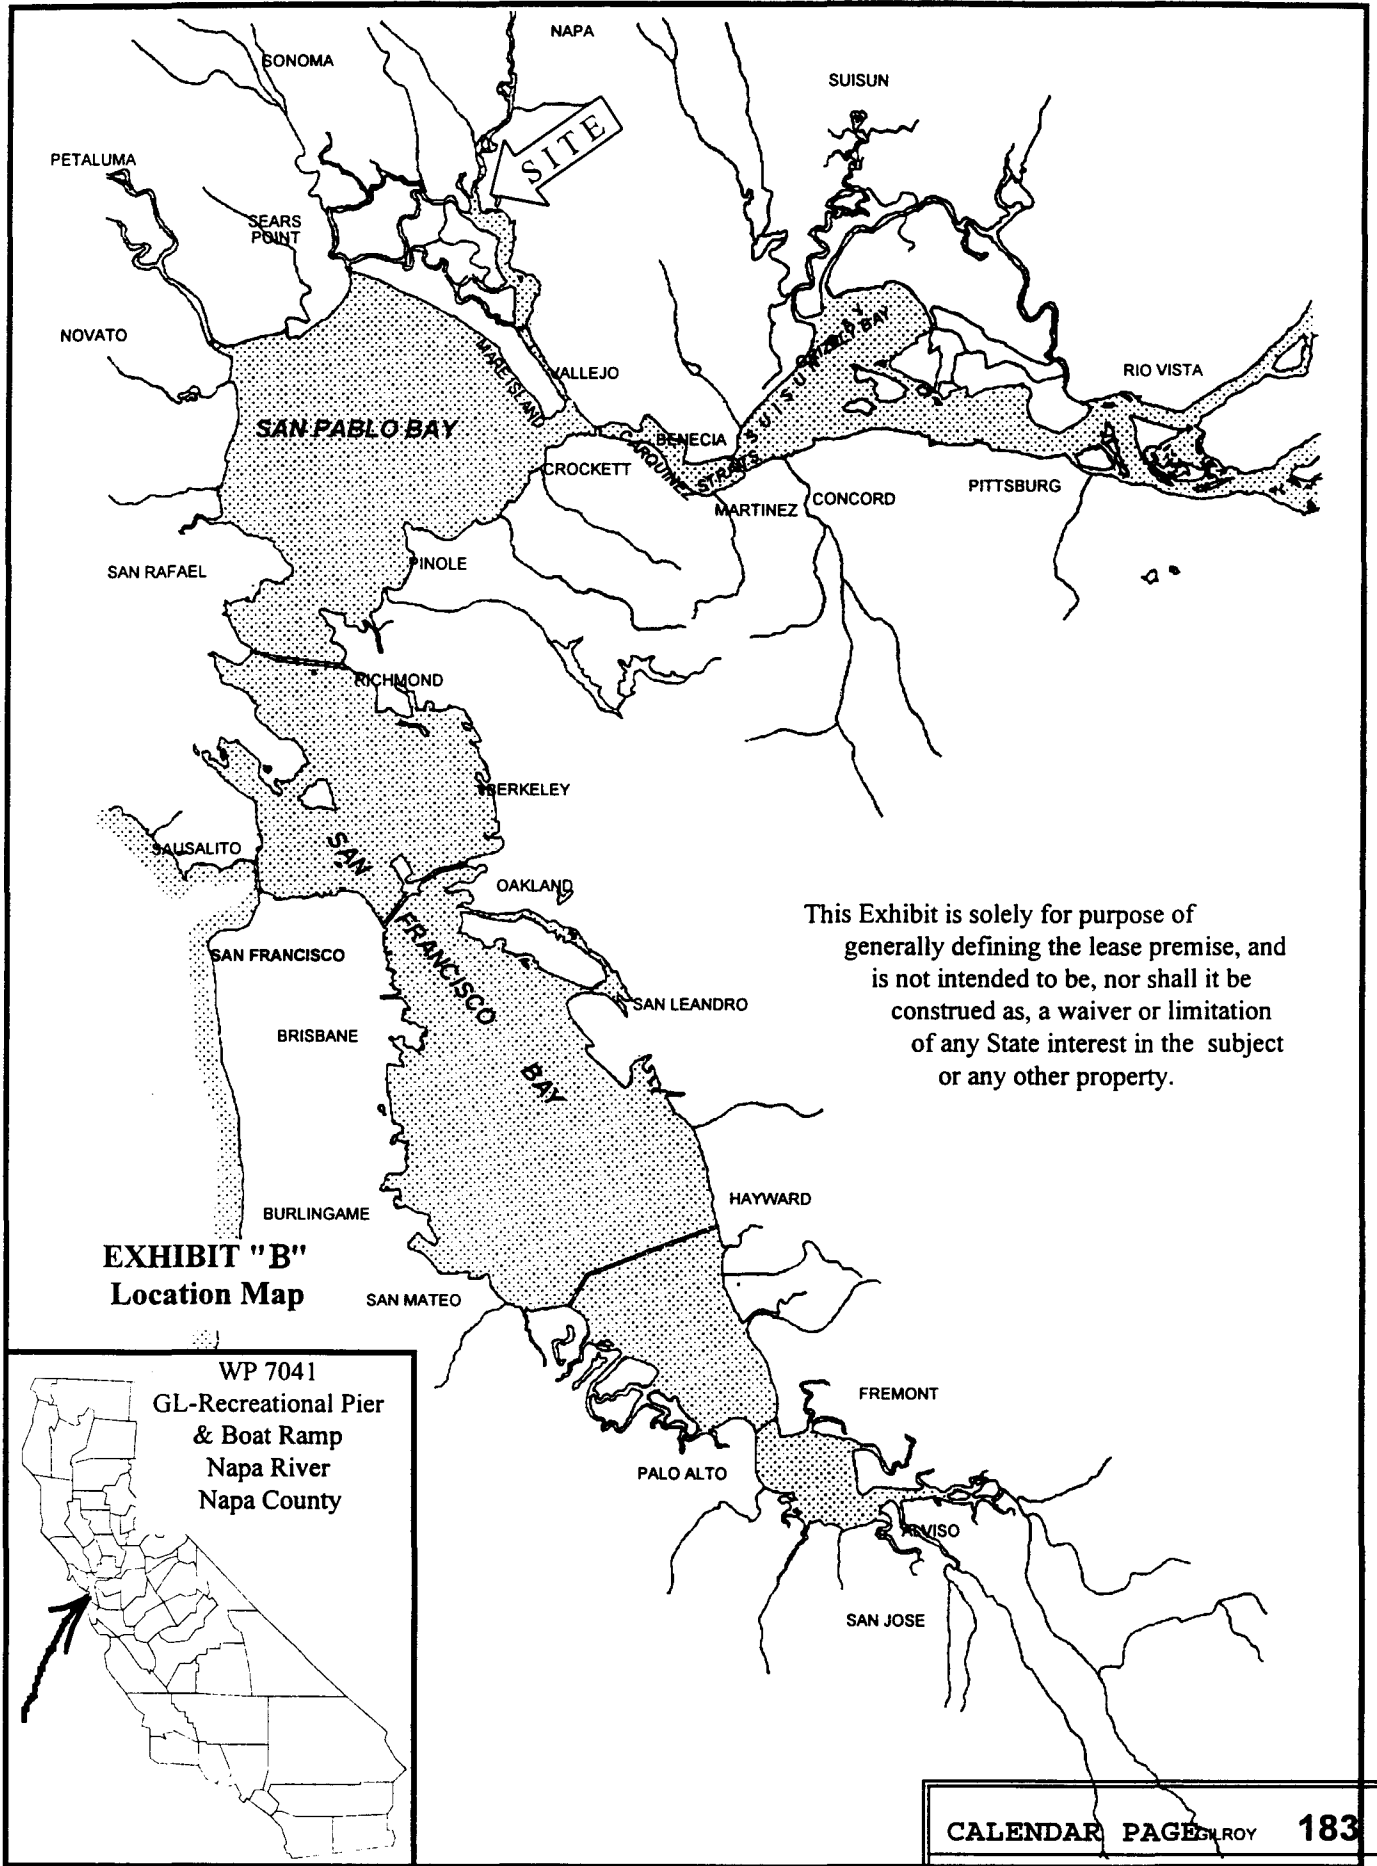 NAPA
SONOMA
SUISUN
SITE
PETALUMA
SEARS
POINT
NOVATO
MARE ISLAND
VALLEJO
GRIZZLY BAY
SUISUN BAY
RIO VISTA
SAN PABLO BAY
BENECIA
CARQUINEZ STRAITS
CROCKETT
PITTSBURG
CONCORD
MARTINEZ
PINOLE
SAN RAFAEL
RICHMOND
BERKELEY
SAUSALITO
SAN FRANCISCO BAY
OAKLAND
This Exhibit is solely for purpose of
generally defining the lease premise, and
is not intended to be, nor shall it be
construed as, a waiver or limitation
of any State interest in the subject
or any other property.
SAN FRANCISCO
SAN LEANDRO
BRISBANE
HAYWARD
BURLINGAME
EXHIBIT "B"
Location Map
SAN MATEO
WP 7041
GL-Recreational Pier
& Boat Ramp
Napa River
Napa County
FREMONT
PALO ALTO
ALVISO
SAN JOSE
CALENDAR PAGE 183
GILROY